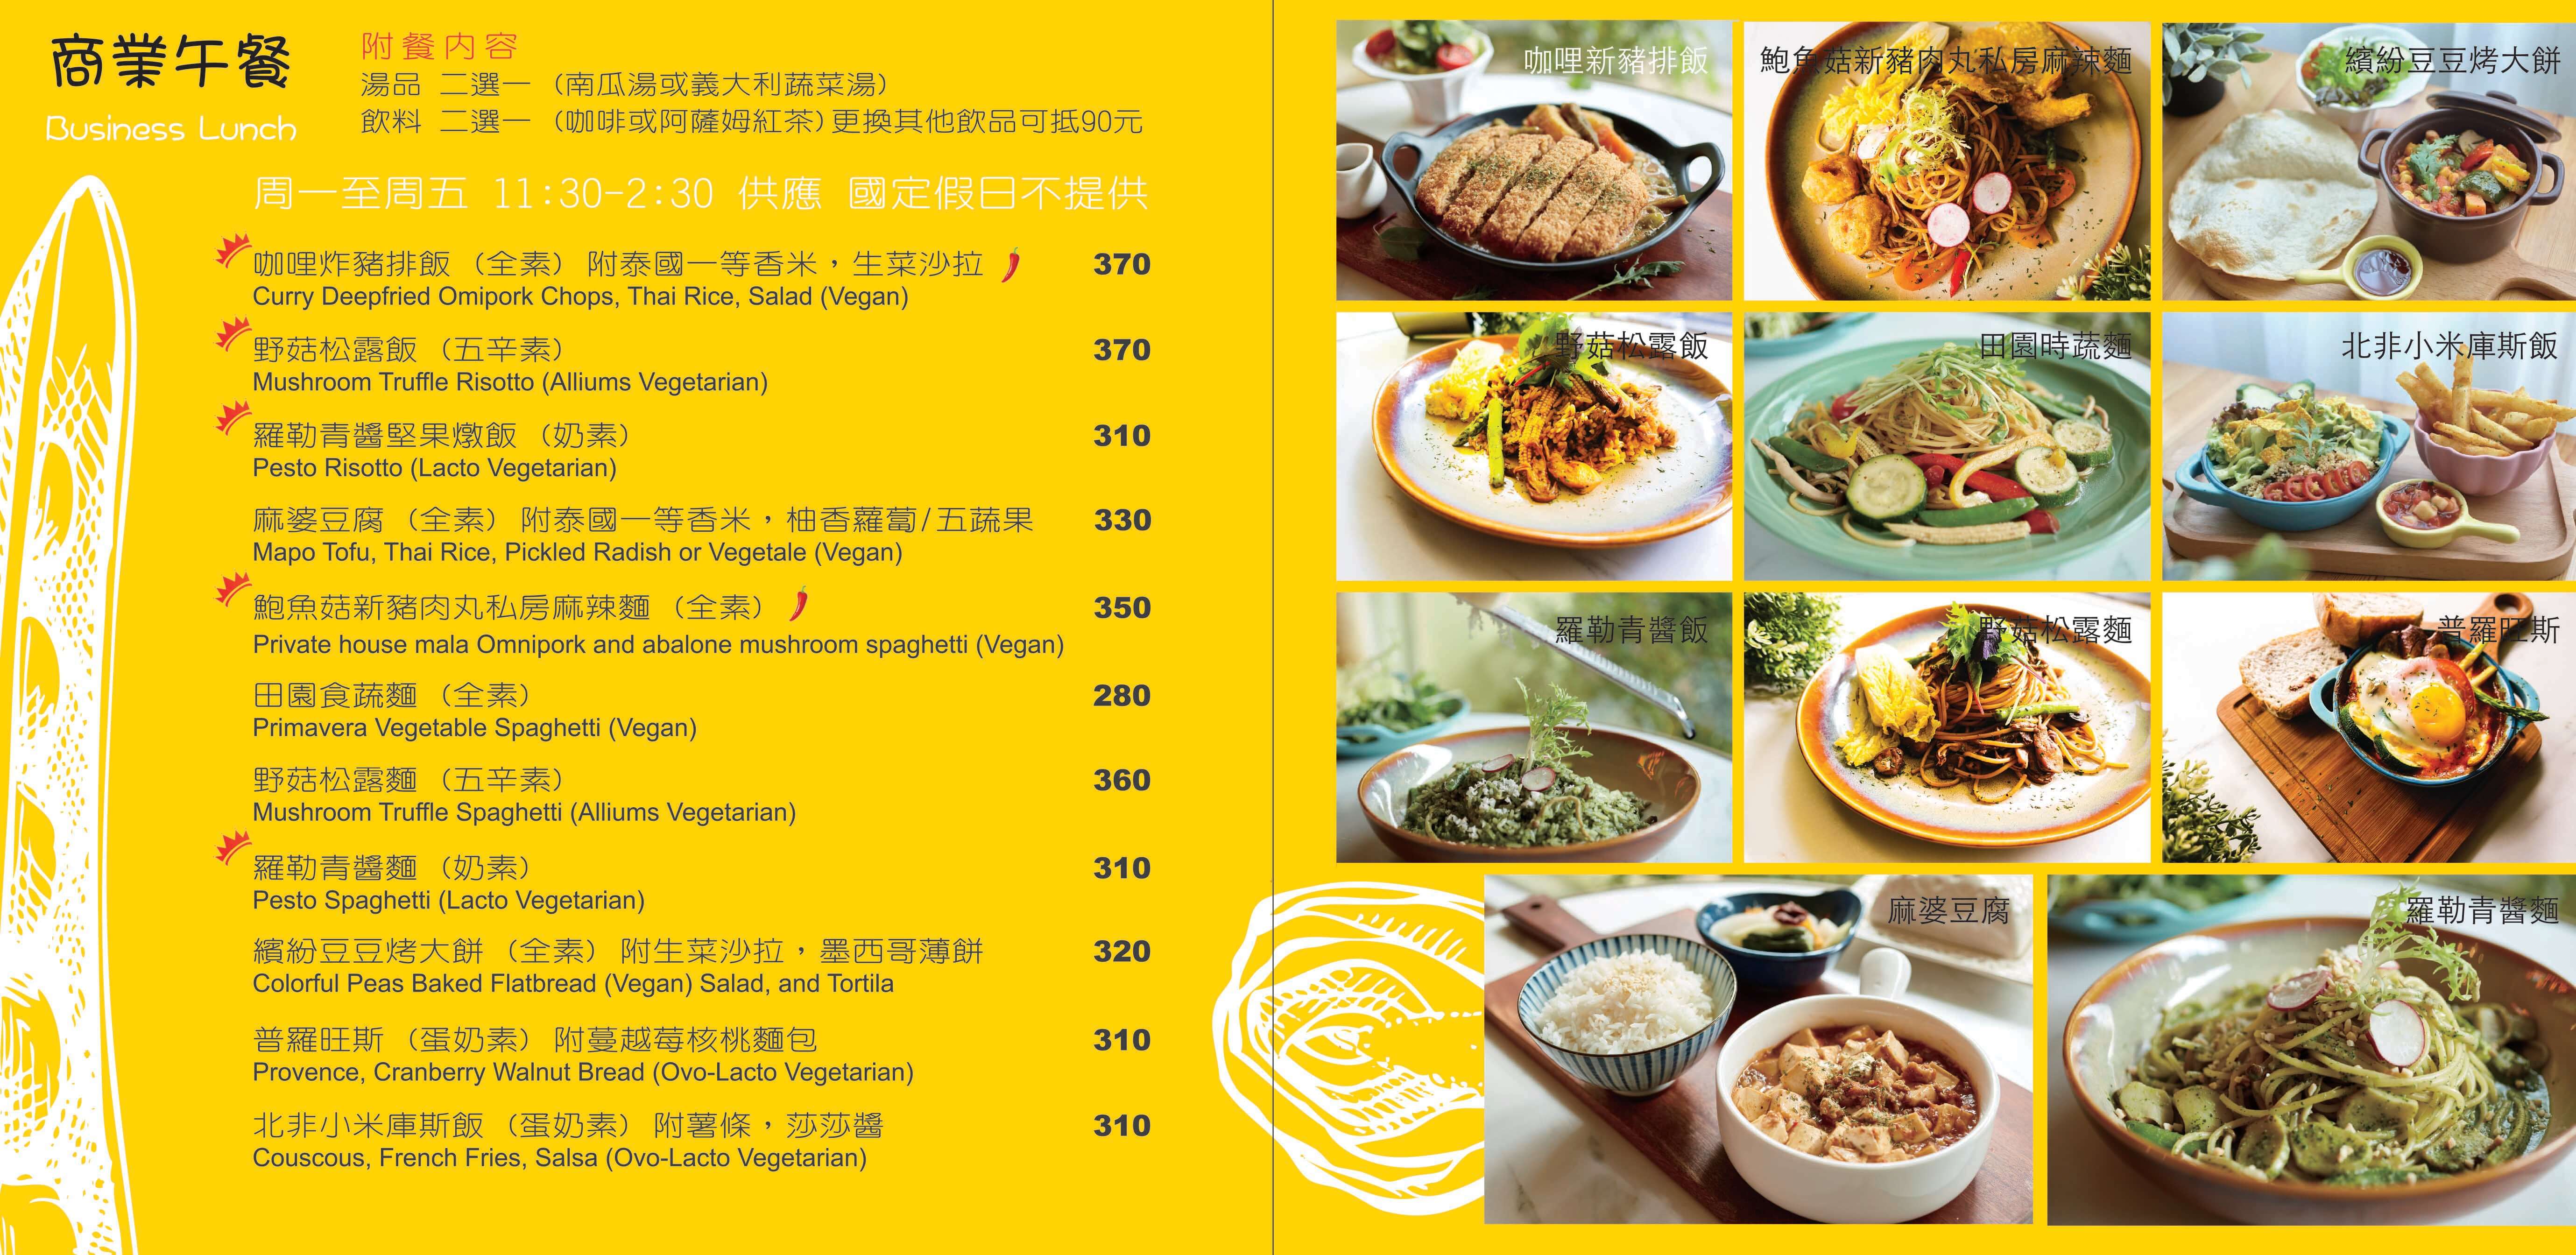 商業午餐
Business Lunch
附餐內容
湯品 二選一 (南瓜湯或義大利蔬菜湯)
飲料 二選一 (咖啡或阿薩姆紅茶)更換其他飲品可抵90元
周一至周五 11:30-2:30 供應 國定假日不提供
咖哩炸豬排飯 (全素) 附泰國一等香米，生菜沙拉 370
Curry Deepfried Omipork Chops, Thai Rice, Salad (Vegan)
野菇松露飯 (五辛素) 370
Mushroom Truffle Risotto (Alliums Vegetarian)
羅勒青醬堅果燉飯 (奶素) 310
Pesto Risotto (Lacto Vegetarian)
麻婆豆腐 (全素) 附泰國一等香米，柚香蘿蔔/五蔬果 330
Mapo Tofu, Thai Rice, Pickled Radish or Vegetale (Vegan)
鮑魚菇新豬肉丸私房麻辣麵 (全素) 350
Private house mala Omnipork and abalone mushroom spaghetti (Vegan)
田園食蔬麵 (全素) 280
Primavera Vegetable Spaghetti (Vegan)
野菇松露麵 (五辛素) 360
Mushroom Truffle Spaghetti (Alliums Vegetarian)
羅勒青醬麵 (奶素) 310
Pesto Spaghetti (Lacto Vegetarian)
繽紛豆豆烤大餅 (全素) 附生菜沙拉，墨西哥薄餅 320
Colorful Peas Baked Flatbread (Vegan) Salad, and Tortila
普羅旺斯 (蛋奶素) 附蔓越莓核桃麵包 310
Provence, Cranberry Walnut Bread (Ovo-Lacto Vegetarian)
北非小米庫斯飯 (蛋奶素) 附薯條，莎莎醬 310
Couscous, French Fries, Salsa (Ovo-Lacto Vegetarian)
咖哩新豬排飯
鮑魚菇新豬肉丸私房麻辣麵
繽紛豆豆烤大餅
野菇松露飯
田園時蔬麵
北非小米庫斯飯
羅勒青醬飯
野菇松露麵
普羅旺斯
麻婆豆腐
羅勒青醬麵